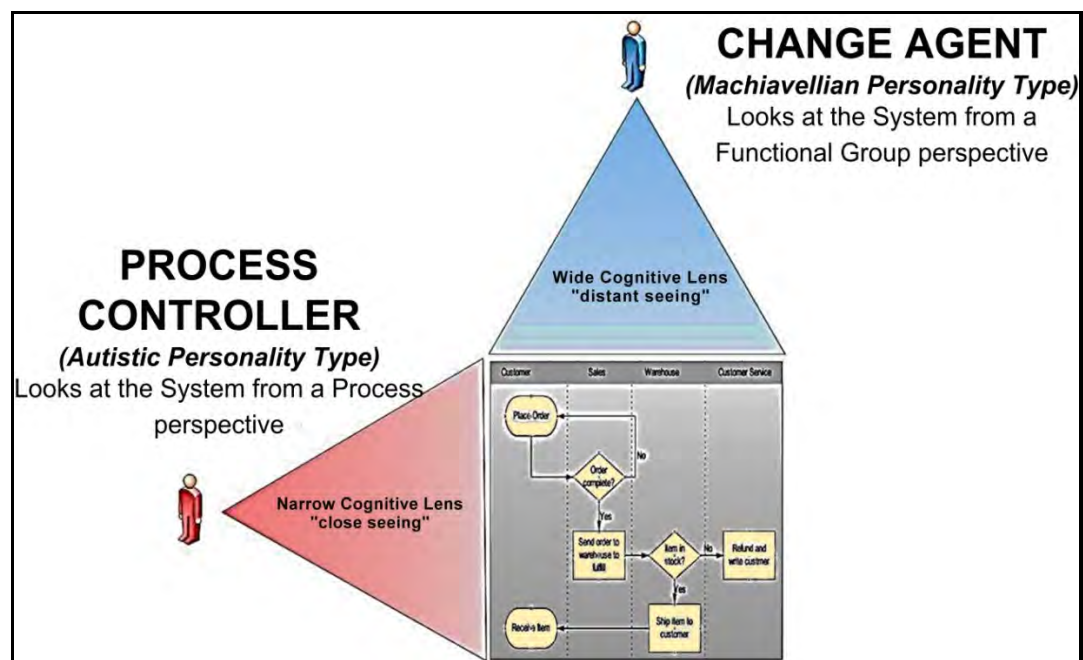 CHANGE AGENT
(Machiavellian Personality Type)
Looks at the System from a
Functional Group perspective
Wide Cognitive Lens
"distant seeing"
PROCESS
CONTROLLER
(Autistic Personality Type)
Looks at the System from a Process
perspective
Narrow Cognitive Lens
"close seeing"
Customer
Sales
Warehouse
Customer Service
Place Order
No
Order
complete?
Yes
Send order to
warehouse to
fulfill
Item in
stock?
No
Refund and
write custmer
Yes
Ship item to
customer
Receive Item